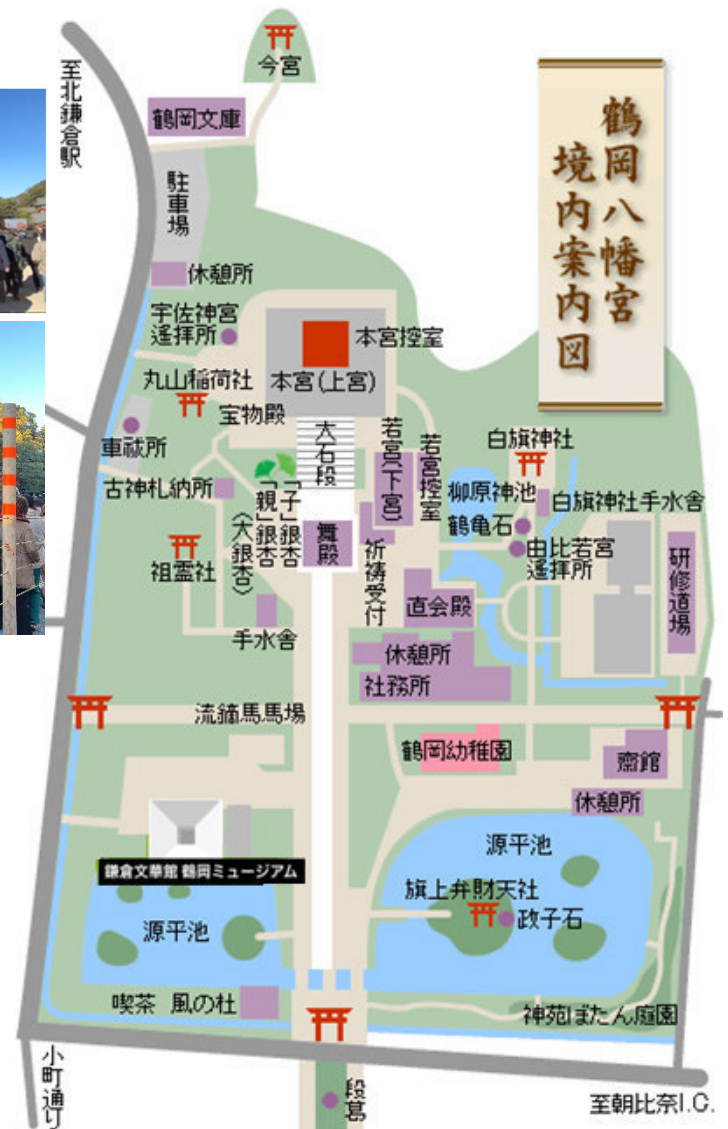 鶴岡八幡宮
境内案内図
至北鎌倉駅
今宮
鶴岡文庫
駐車場
休憩所
宇佐神宮
遙拝所
本宮控室
本宮(上宮)
丸山稲荷社
宝物殿
車祓所
大石段
若宮(下宮)
若宮控室
白旗神社
古神札納所
「親」銀杏
(大銀杏)
「子」銀杏
舞殿
祈祷受付
柳原神池
鶴亀石
白旗神社手水舎
由比若宮
遙拝所
研修道場
祖霊社
手水舎
直会殿
休憩所
社務所
流鏑馬馬場
鶴岡幼稚園
齋館
休憩所
鎌倉文華館 鶴岡ミュージアム
源平池
源平池
旗上弁財天社
政子石
喫茶 風の杜
神苑ぼたん庭園
小町通り
段葛
至朝比奈I.C.